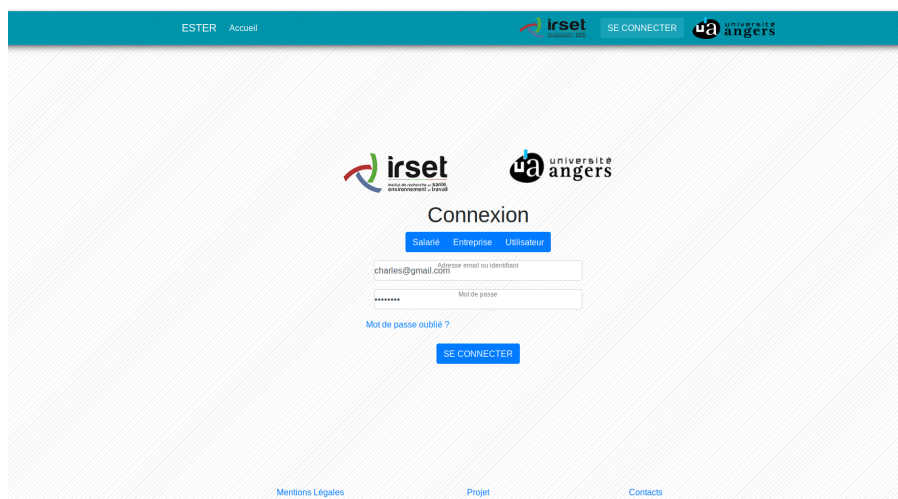 ESTER Accueil irset SE CONNECTER ua université angers
irset université angers
institut de recherche en santé,
environnement et travail
Connexion
Salarié Entreprise Utilisateur
Adresse email ou identifiant
charles@gmail.com
Mot de passe
••••••••
Mot de passe oublié ?
SE CONNECTER
Mentions Légales Projet Contacts